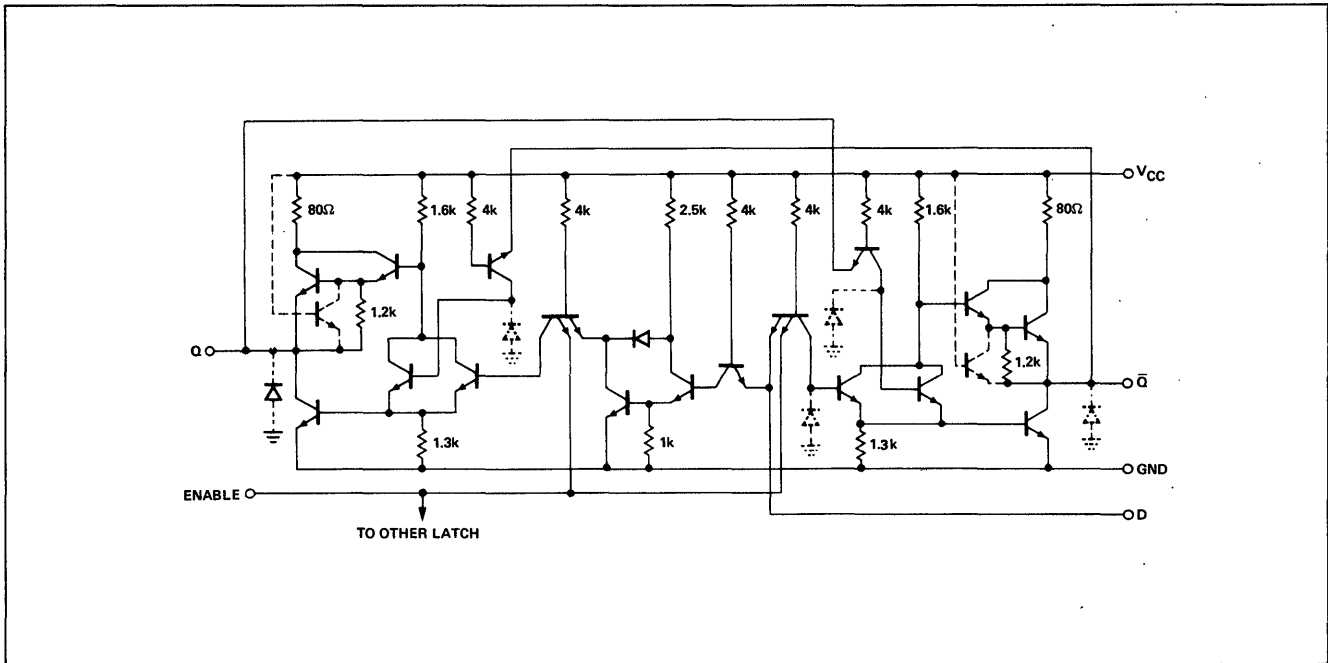 VCC
80Ω
1.6k
4k
4k
2.5k
4k
4k
4k
1.6k
80Ω
1.2k
1.2k
Q
Q̄
1.3k
1k
1.3k
GND
ENABLE
D
TO OTHER LATCH